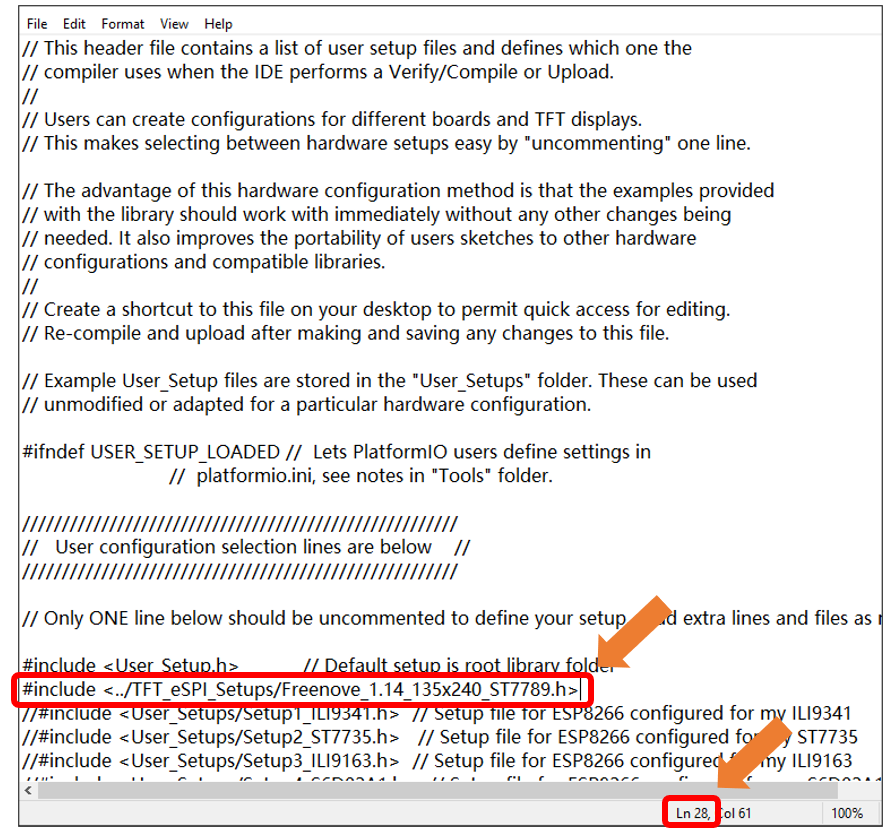 File Edit Format View Help
// This header file contains a list of user setup files and defines which one the
// compiler uses when the IDE performs a Verify/Compile or Upload.
//
// Users can create configurations for different boards and TFT displays.
// This makes selecting between hardware setups easy by "uncommenting" one line.
// The advantage of this hardware configuration method is that the examples provided
// with the library should work with immediately without any other changes being
// needed. It also improves the portability of users sketches to other hardware
// configurations and compatible libraries.
//
// Create a shortcut to this file on your desktop to permit quick access for editing.
// Re-compile and upload after making and saving any changes to this file.
// Example User_Setup files are stored in the "User_Setups" folder. These can be used
// unmodified or adapted for a particular hardware configuration.
#ifndef USER_SETUP_LOADED // Lets PlatformIO users define settings in
// platformio.ini, see notes in "Tools" folder.
///////////////////////////////////////////////////////
// User configuration selection lines are below //
///////////////////////////////////////////////////////
// Only ONE line below should be uncommented to define your setup extra lines and files as
#include <User_Setup.h> // Default setup is root library folder
#include <../TFT_eSPI_Setups/Freenove_1.14_135x240_ST7789.h>
//#include <User_Setups/Setup1_ILI9341.h> // Setup file for ESP8266 configured for my ILI9341
//#include <User_Setups/Setup2_ST7735.h> // Setup file for ESP8266 configured for my ST7735
//#include <User_Setups/Setup3_ILI9163.h> // Setup file for ESP8266 configured for my ILI9163
Ln 28, Col 61 100%